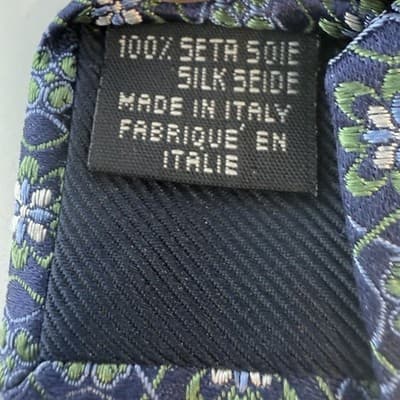 100% SETA SOIE
SILK SEIDE
MADE IN ITALY
FABRIQUE' EN
ITALIE